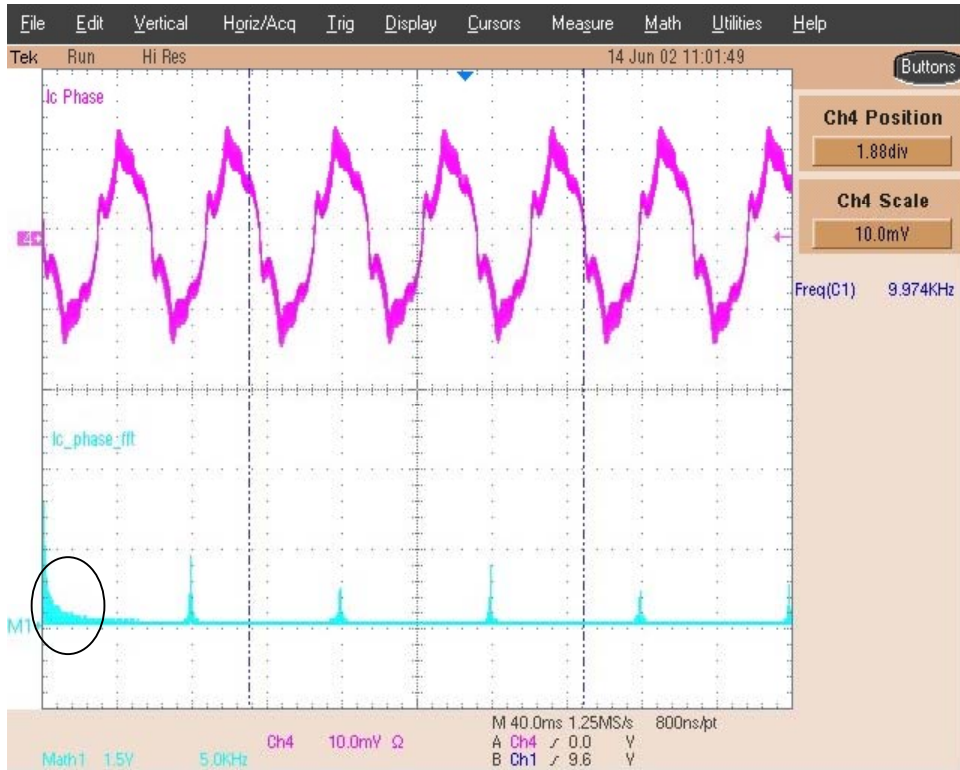 File Edit Vertical Horiz/Acq Trig Display Cursors Measure Math Utilities Help
Tek Run Hi Res 14 Jun 02 11:01:49
Buttons
Ic Phase
Ch4 Position
1.88div
Ch4 Scale
10.0mV
4
Freq(C1) 9.974KHz
Ic_phase_fft
M1
M 40.0ms 1.25MS/s 800ns/pt
Ch4 10.0mV Ω A Ch4 ∕ 0.0 V
Math1 1.5V 5.0KHz B Ch1 ∕ 9.6 V